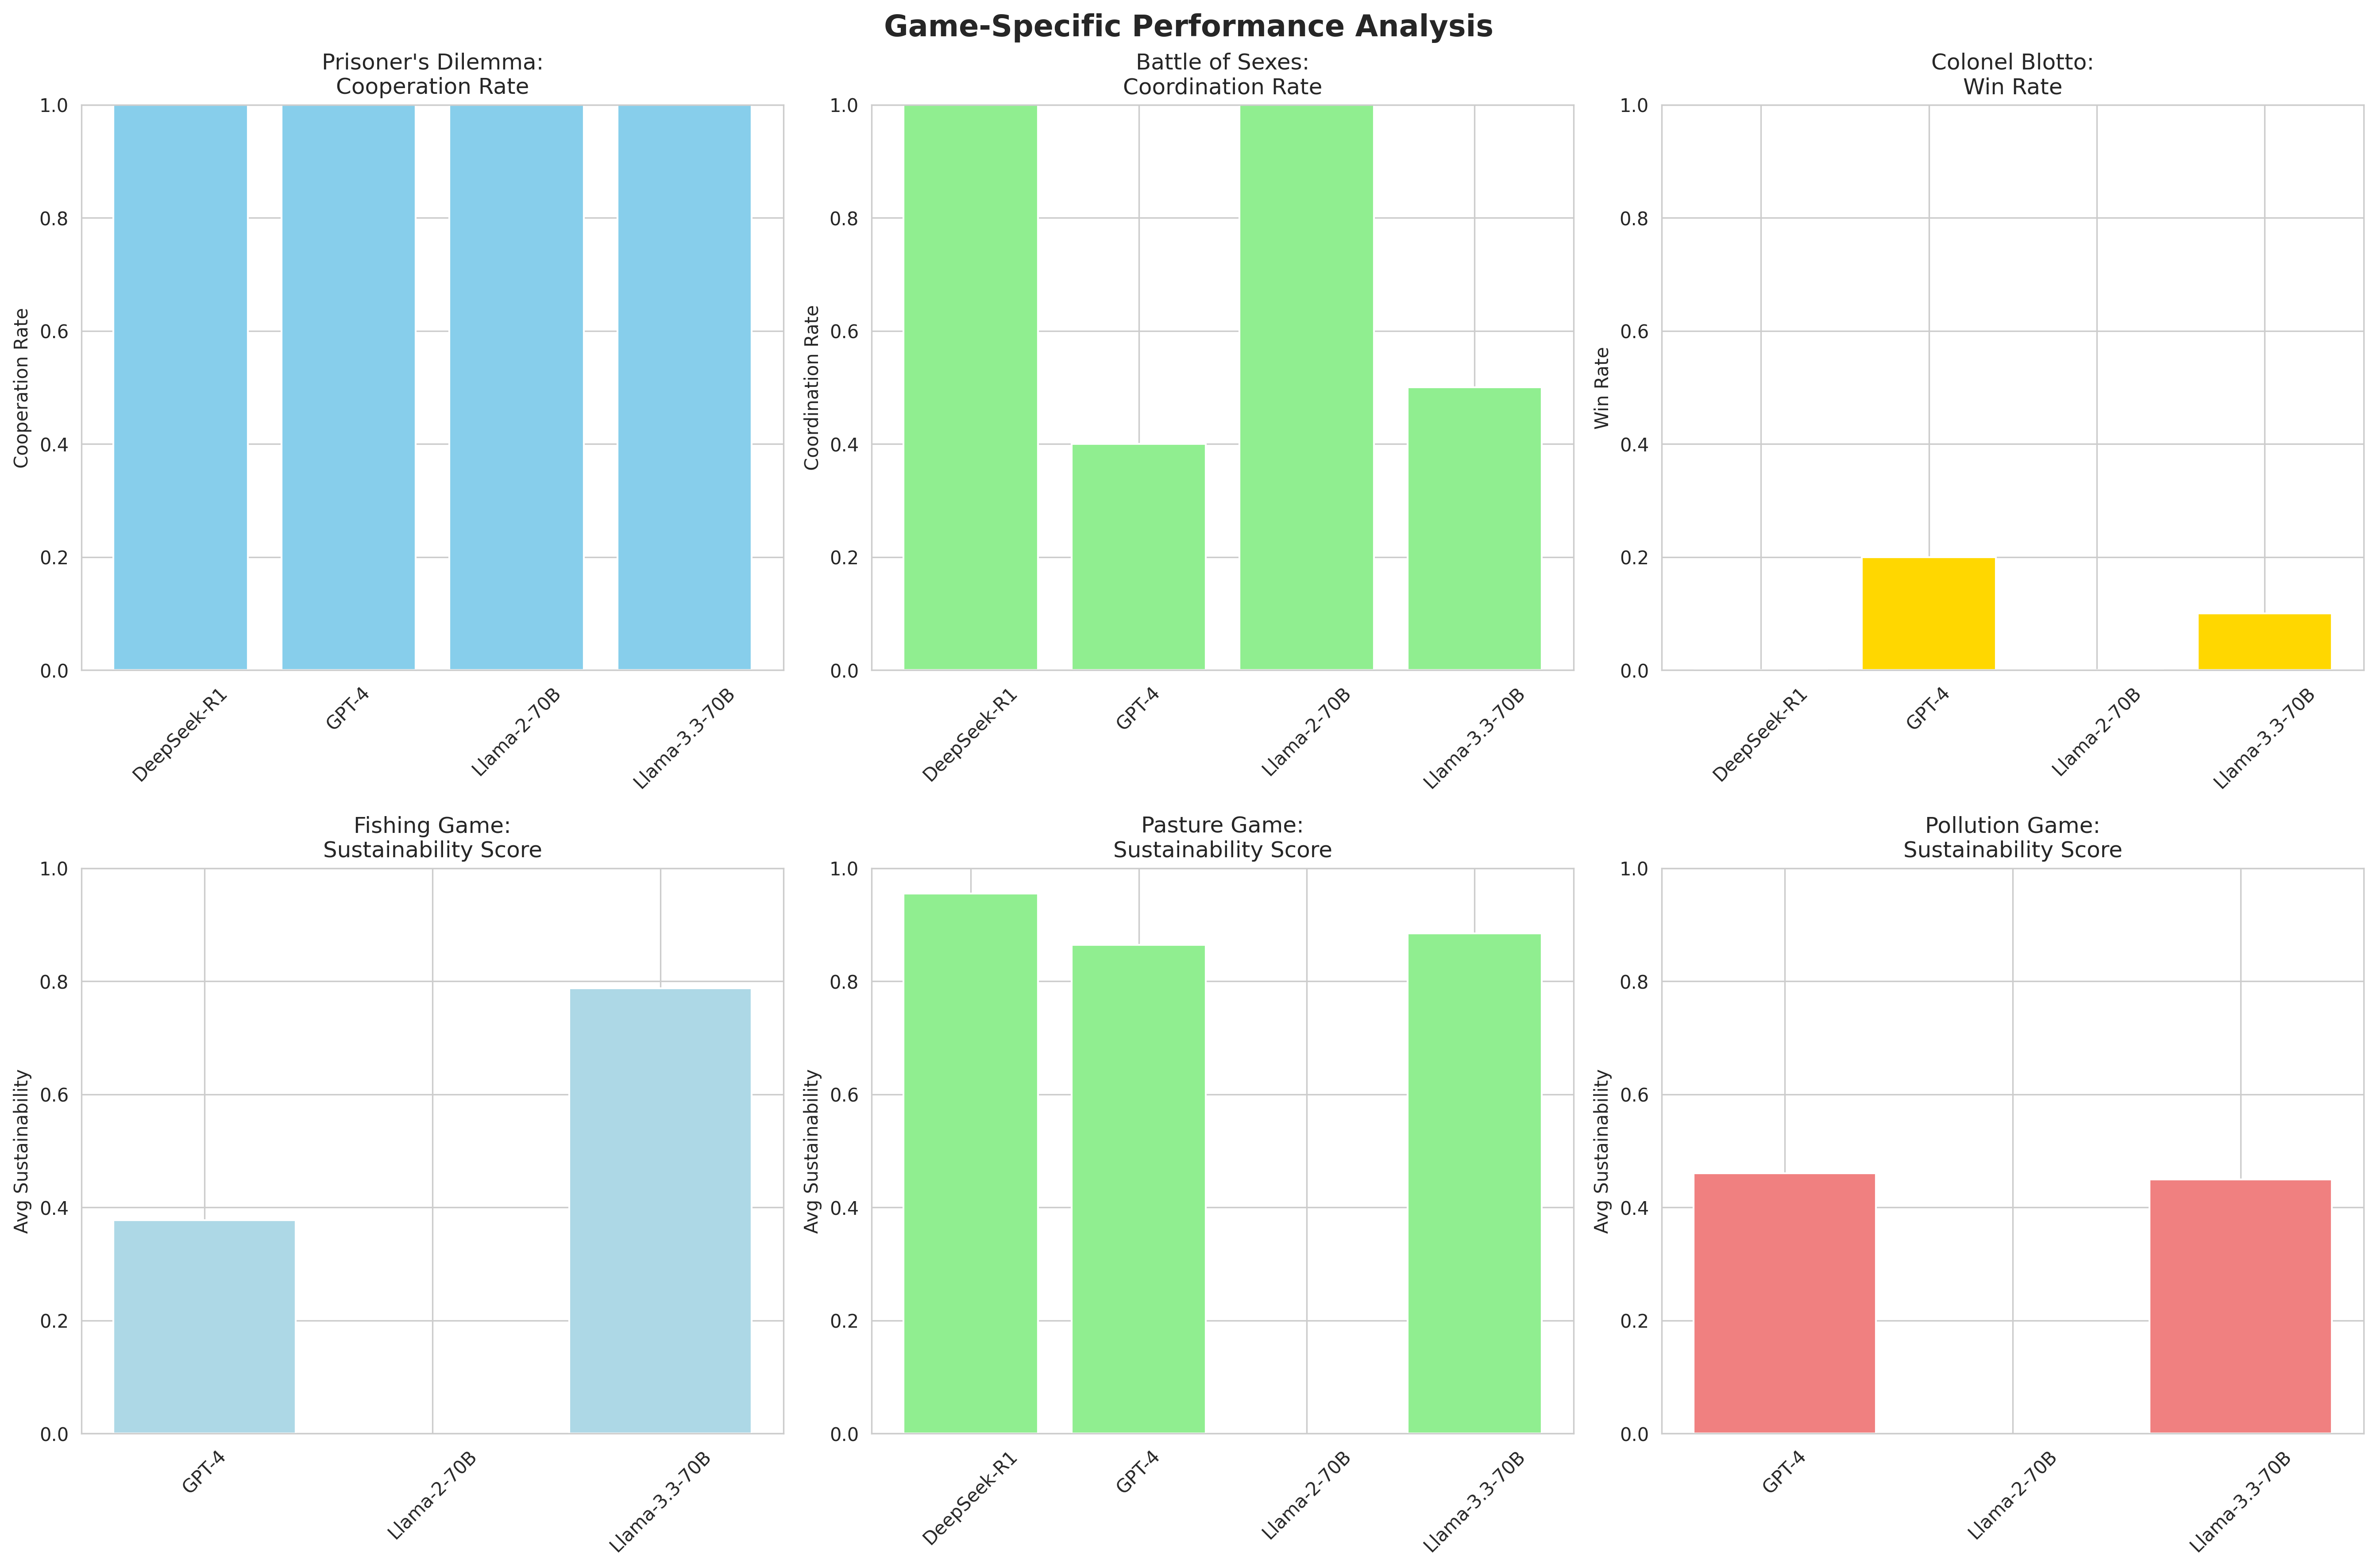 Game-Specific Performance Analysis
Prisoner's Dilemma:
Cooperation Rate
Cooperation Rate
1.0
0.8
0.6
0.4
0.2
0.0
DeepSeek-R1
GPT-4
Llama-2-70B
Llama-3.3-70B
Battle of Sexes:
Coordination Rate
Coordination Rate
1.0
0.8
0.6
0.4
0.2
0.0
DeepSeek-R1
GPT-4
Llama-2-70B
Llama-3.3-70B
Colonel Blotto:
Win Rate
Win Rate
1.0
0.8
0.6
0.4
0.2
0.0
DeepSeek-R1
GPT-4
Llama-2-70B
Llama-3.3-70B
Fishing Game:
Sustainability Score
Avg Sustainability
1.0
0.8
0.6
0.4
0.2
0.0
GPT-4
Llama-2-70B
Llama-3.3-70B
Pasture Game:
Sustainability Score
Avg Sustainability
1.0
0.8
0.6
0.4
0.2
0.0
DeepSeek-R1
GPT-4
Llama-2-70B
Llama-3.3-70B
Pollution Game:
Sustainability Score
Avg Sustainability
1.0
0.8
0.6
0.4
0.2
0.0
GPT-4
Llama-2-70B
Llama-3.3-70B